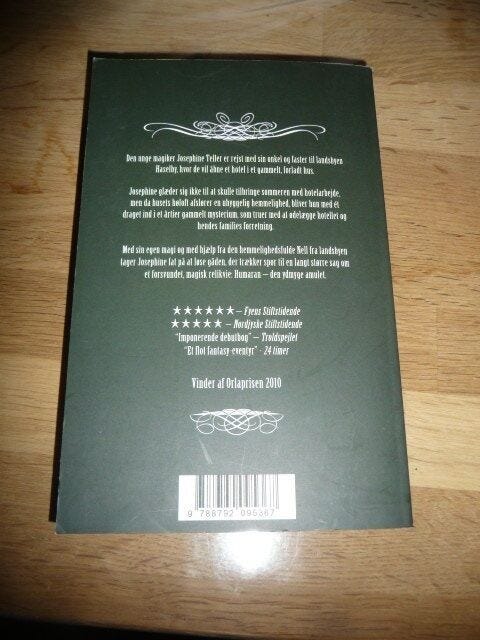 Den unge magiker Josephine Teller er rejst med sin onkel og faster til landsbyen
Haselby, hvor de vil åbne et hotel i et gammelt, forladt hus.
Josephine glæder sig ikke til at skulle tilbringe sommeren med hotelarbejde,
men da husets høloft afslører en uhyggelig hemmelighed, bliver hun med ét
draget ind i et årtier gammelt mysterium, som truer med at ødelægge hotellet og
hendes families forretning.
Med sin egen magi og med hjælp fra den hemmelighedsfulde Nell fra landsbyen
tager Josephine fat på at løse gåden, der trækker spor til en langt større sag om
et forsvundet, magisk relikvie: Humaran – den ydmyge amulet.
★★★★★★ – Fyens Stiftstidende
★★★★★ – Nordjyske Stiftstidende
"Imponerende debutbog" – Troldspejlet
"Et flot fantasy-eventyr" - 24 timer
Vinder af Orlaprisen 2010
9 788792 095367